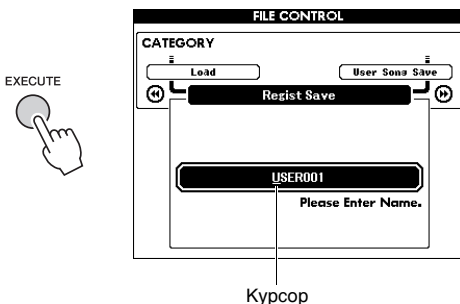 FILE CONTROL
CATEGORY
Load
User Song Save
EXECUTE
Regist Save
USER001
Please Enter Name.
Курсор